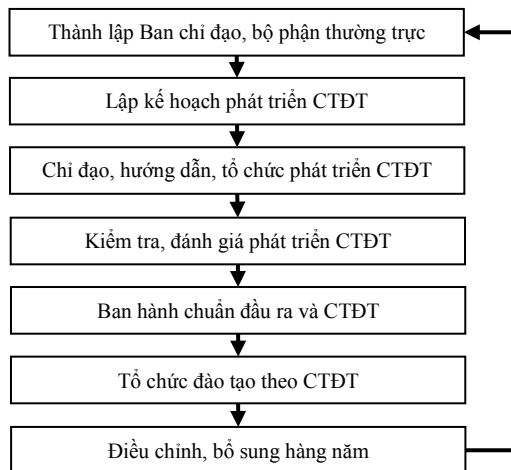 Thành lập Ban chỉ đạo, bộ phận thường trực
Lập kế hoạch phát triển CTĐT
Chỉ đạo, hướng dẫn, tổ chức phát triển CTĐT
Kiểm tra, đánh giá phát triển CTĐT
Ban hành chuẩn đầu ra và CTĐT
Tổ chức đào tạo theo CTĐT
Điều chỉnh, bổ sung hàng năm